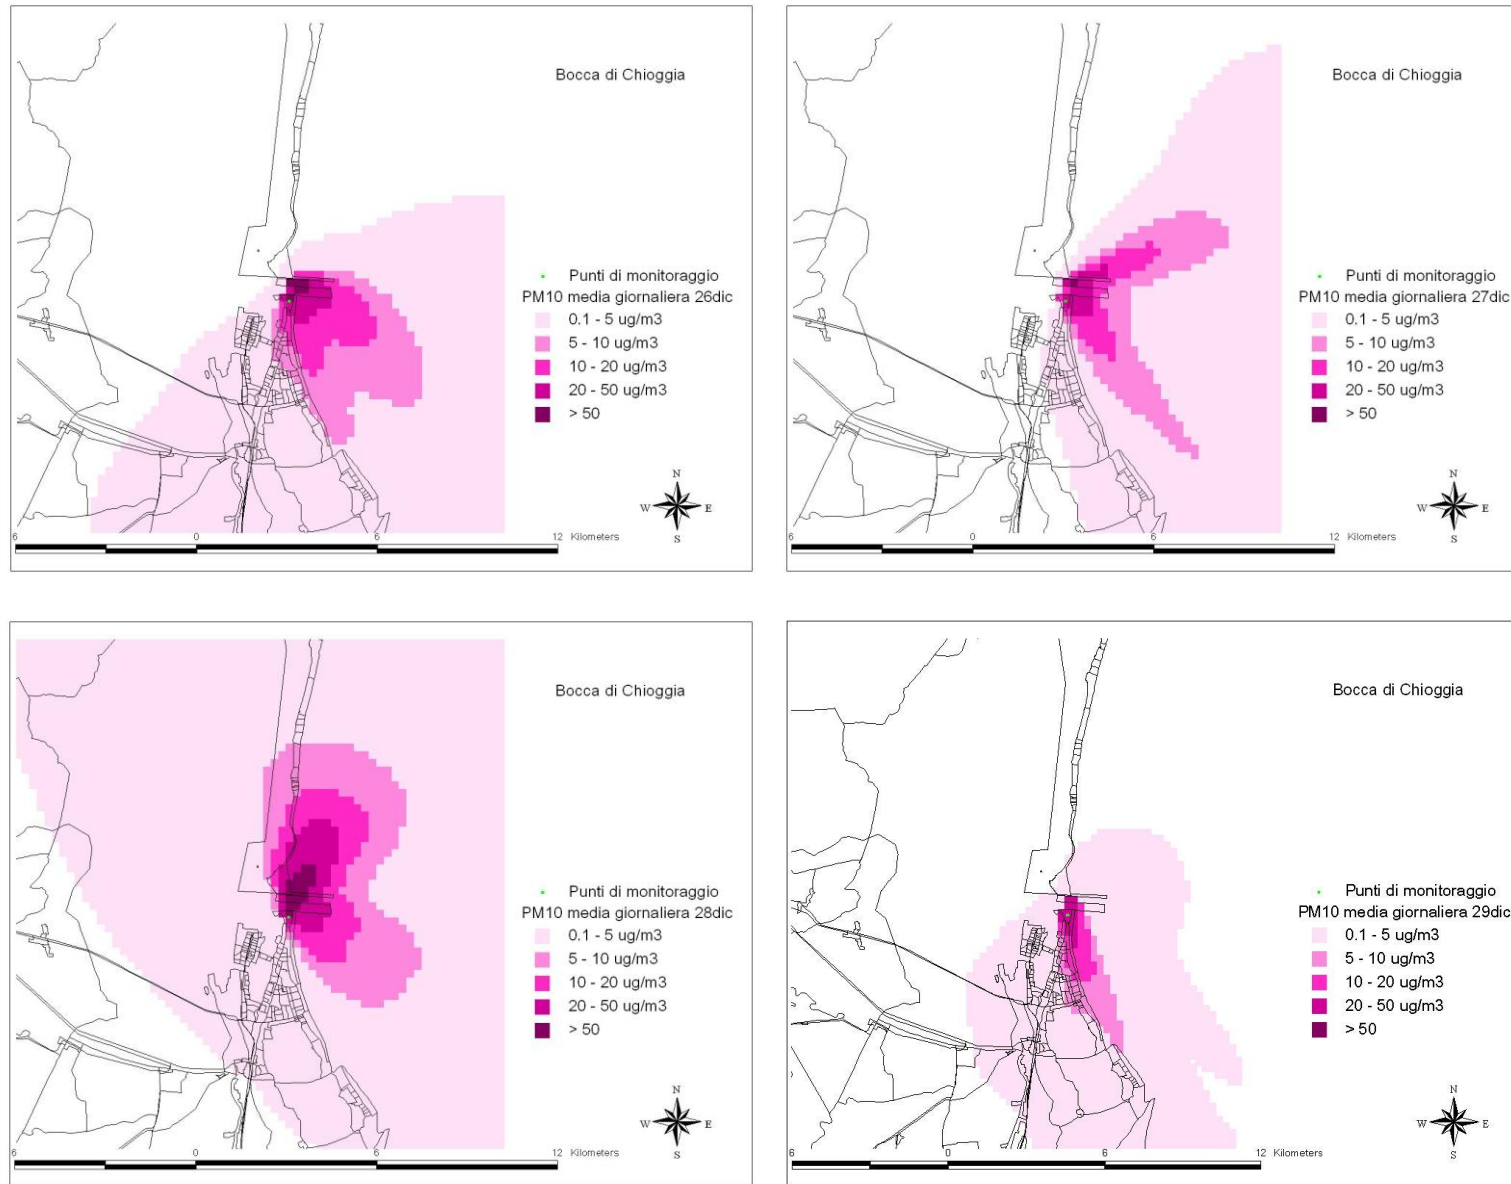 Bocca di Chioggia
Punti di monitoraggio
PM10 media giornaliera 26dic
0.1 - 5 ug/m3
5 - 10 ug/m3
10 - 20 ug/m3
20 - 50 ug/m3
> 50
N
W E
S
6 0 6 12 Kilometers
Bocca di Chioggia
Punti di monitoraggio
PM10 media giornaliera 27dic
0.1 - 5 ug/m3
5 - 10 ug/m3
10 - 20 ug/m3
20 - 50 ug/m3
> 50
N
W E
S
6 0 6 12 Kilometers
Bocca di Chioggia
Punti di monitoraggio
PM10 media giornaliera 28dic
0.1 - 5 ug/m3
5 - 10 ug/m3
10 - 20 ug/m3
20 - 50 ug/m3
> 50
N
W E
S
6 0 6 12 Kilometers
Bocca di Chioggia
Punti di monitoraggio
PM10 media giornaliera 29dic
0.1 - 5 ug/m3
5 - 10 ug/m3
10 - 20 ug/m3
20 - 50 ug/m3
> 50
N
W E
S
6 0 6 12 Kilometers